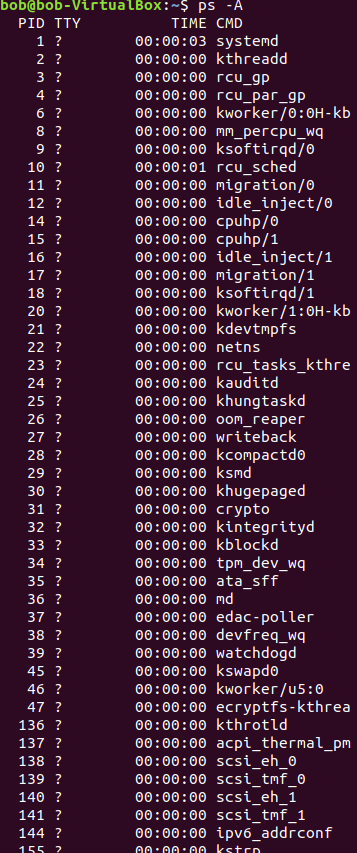 bob@bob-VirtualBox:~$ ps -A
PID TTY TIME CMD
1 ? 00:00:03 systemd
2 ? 00:00:00 kthreadd
3 ? 00:00:00 rcu_gp
4 ? 00:00:00 rcu_par_gp
6 ? 00:00:00 kworker/0:0H-kb
8 ? 00:00:00 mm_percpu_wq
9 ? 00:00:00 ksoftirqd/0
10 ? 00:00:01 rcu_sched
11 ? 00:00:00 migration/0
12 ? 00:00:00 idle_inject/0
14 ? 00:00:00 cpuhp/0
15 ? 00:00:00 cpuhp/1
16 ? 00:00:00 idle_inject/1
17 ? 00:00:00 migration/1
18 ? 00:00:00 ksoftirqd/1
20 ? 00:00:00 kworker/1:0H-kb
21 ? 00:00:00 kdevtmpfs
22 ? 00:00:00 netns
23 ? 00:00:00 rcu_tasks_kthre
24 ? 00:00:00 kauditd
25 ? 00:00:00 khungtaskd
26 ? 00:00:00 oom_reaper
27 ? 00:00:00 writeback
28 ? 00:00:00 kcompactd0
29 ? 00:00:00 ksmd
30 ? 00:00:00 khugepaged
31 ? 00:00:00 crypto
32 ? 00:00:00 kintegrityd
33 ? 00:00:00 kblockd
34 ? 00:00:00 tpm_dev_wq
35 ? 00:00:00 ata_sff
36 ? 00:00:00 md
37 ? 00:00:00 edac-poller
38 ? 00:00:00 devfreq_wq
39 ? 00:00:00 watchdogd
45 ? 00:00:00 kswapd0
46 ? 00:00:00 kworker/u5:0
47 ? 00:00:00 ecryptfs-kthrea
136 ? 00:00:00 kthrotld
137 ? 00:00:00 acpi_thermal_pm
138 ? 00:00:00 scsi_eh_0
139 ? 00:00:00 scsi_tmf_0
140 ? 00:00:00 scsi_eh_1
141 ? 00:00:00 scsi_tmf_1
144 ? 00:00:00 ipv6_addrconf
155 ? 00:00:00 kstrp